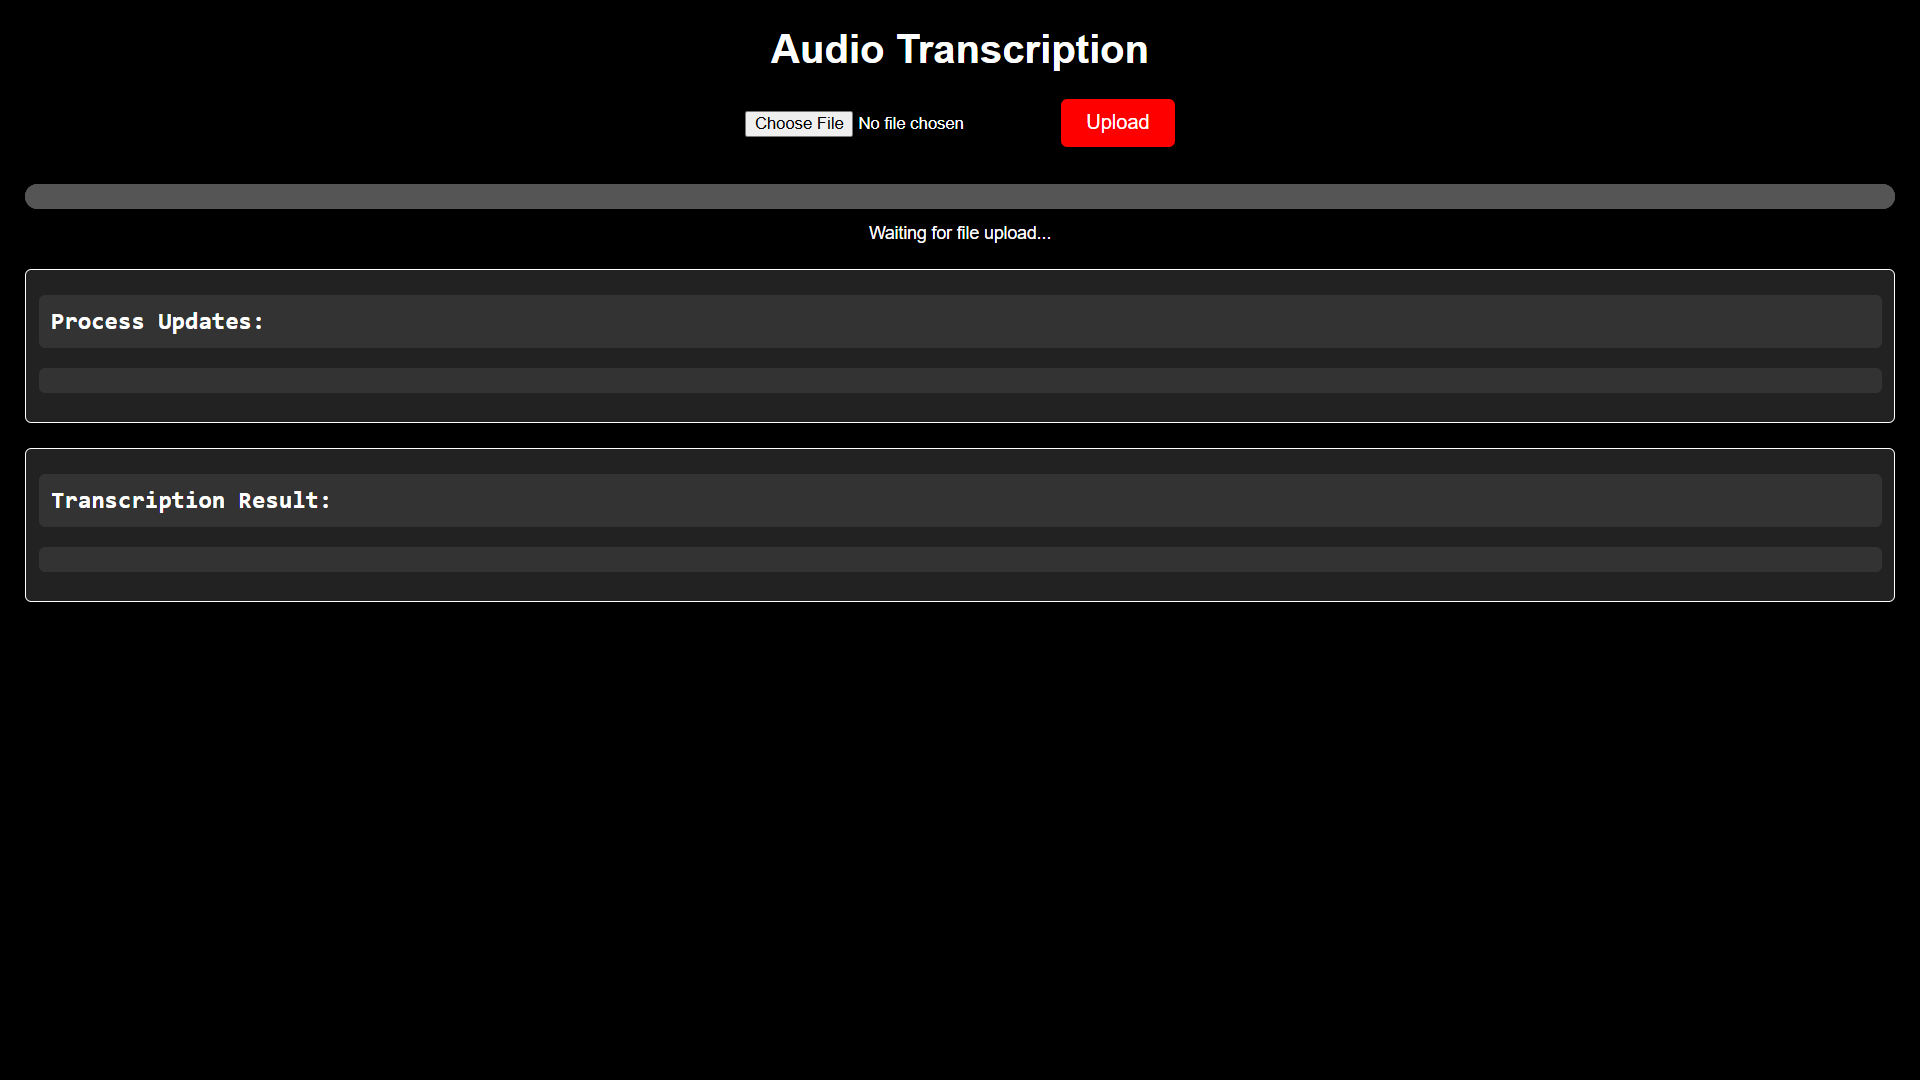 Audio Transcription
Choose File No file chosen
Upload
Waiting for file upload...
Process Updates:
Transcription Result: